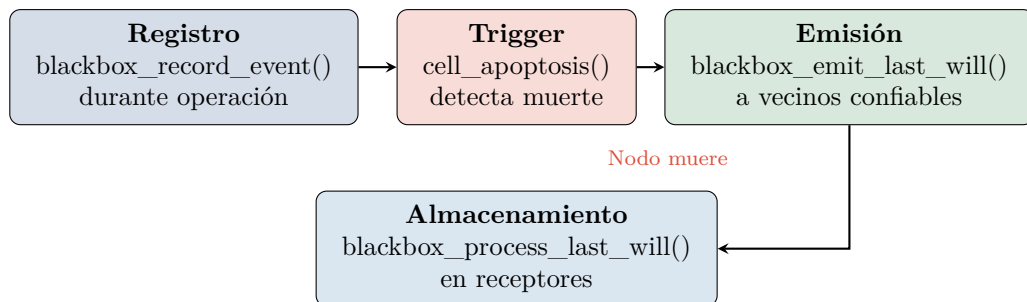 Registro
blackbox_record_event()
durante operación
Trigger
cell_apoptosis()
detecta muerte
Emisión
blackbox_emit_last_will()
a vecinos confiables
Nodo muere
Almacenamiento
blackbox_process_last_will()
en receptores